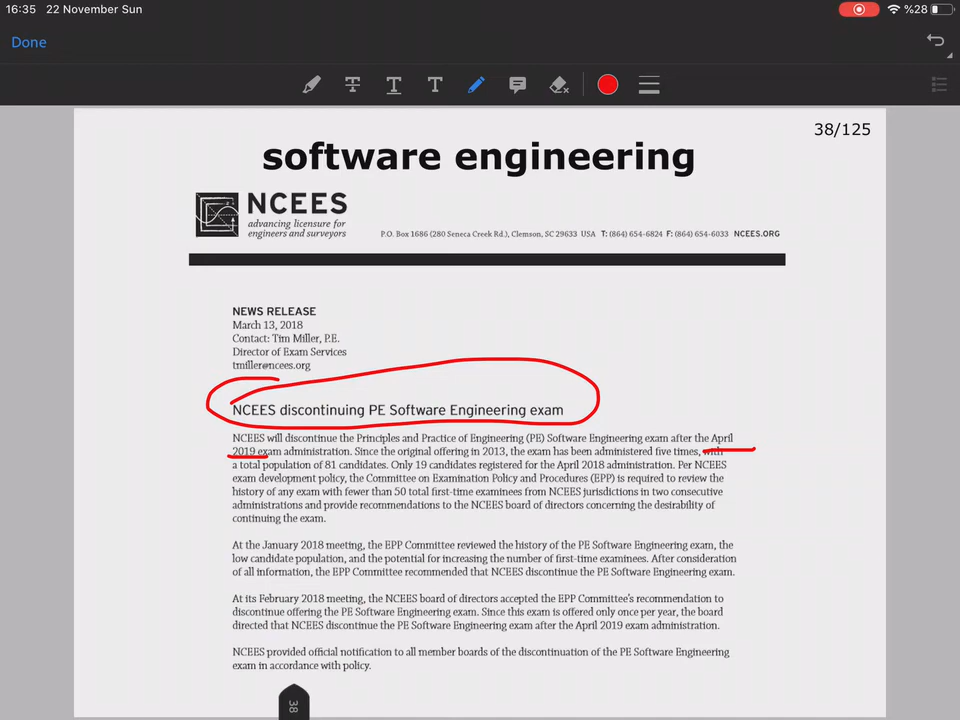 16:35 22 November Sun %28
Done
38/125
software engineering
NCEES
advancing licensure for
engineers and surveyors
P.O. Box 1686 (280 Seneca Creek Rd.), Clemson, SC 29633 USA T: (864) 654-6824 F: (864) 654-6033 NCEES.ORG
NEWS RELEASE
March 13, 2018
Contact: Tim Miller, P.E.
Director of Exam Services
tmiller@ncees.org
NCEES discontinuing PE Software Engineering exam
NCEES will discontinue the Principles and Practice of Engineering (PE) Software Engineering exam after the April
2019 exam administration. Since the original offering in 2013, the exam has been administered five times, with
a total population of 81 candidates. Only 19 candidates registered for the April 2018 administration. Per NCEES
exam development policy, the Committee on Examination Policy and Procedures (EPP) is required to review the
history of any exam with fewer than 50 total first-time examinees from NCEES jurisdictions in two consecutive
administrations and provide recommendations to the NCEES board of directors concerning the desirability of
continuing the exam.
At the January 2018 meeting, the EPP Committee reviewed the history of the PE Software Engineering exam, the
low candidate population, and the potential for increasing the number of first-time examinees. After consideration
of all information, the EPP Committee recommended that NCEES discontinue the PE Software Engineering exam.
At its February 2018 meeting, the NCEES board of directors accepted the EPP Committee's recommendation to
discontinue offering the PE Software Engineering exam. Since this exam is offered only once per year, the board
directed that NCEES discontinue the PE Software Engineering exam after the April 2019 exam administration.
NCEES provided official notification to all member boards of the discontinuation of the PE Software Engineering
exam in accordance with policy.
38